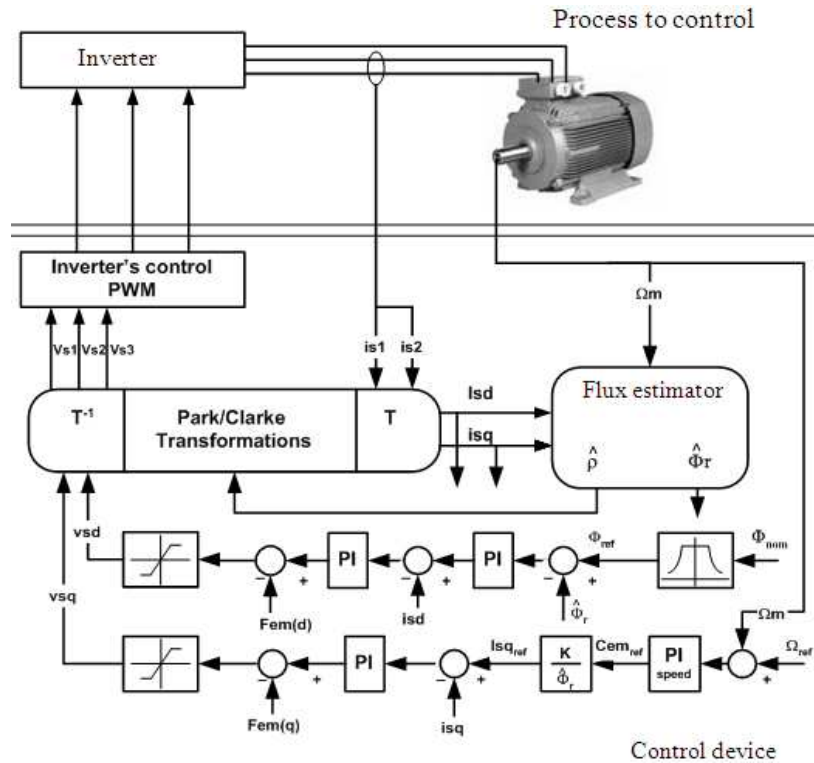 Process to control
Inverter
Inverter's control
PWM
Ωm
Vs1 Vs2 Vs3
is1 is2
T⁻¹
Park/Clarke
Transformations
T
Isd
isq
Flux estimator
ρ̂
Φ̂r
vsd
vsq
PI
PI
Φref
Φnom
− + − + − +
Fem(d)
isd
Φ̂r
Ωm
PI
Isqref
K
Φ̂r
Cemref
PI
speed
Ωref
− + − + +
Fem(q)
isq
Control device